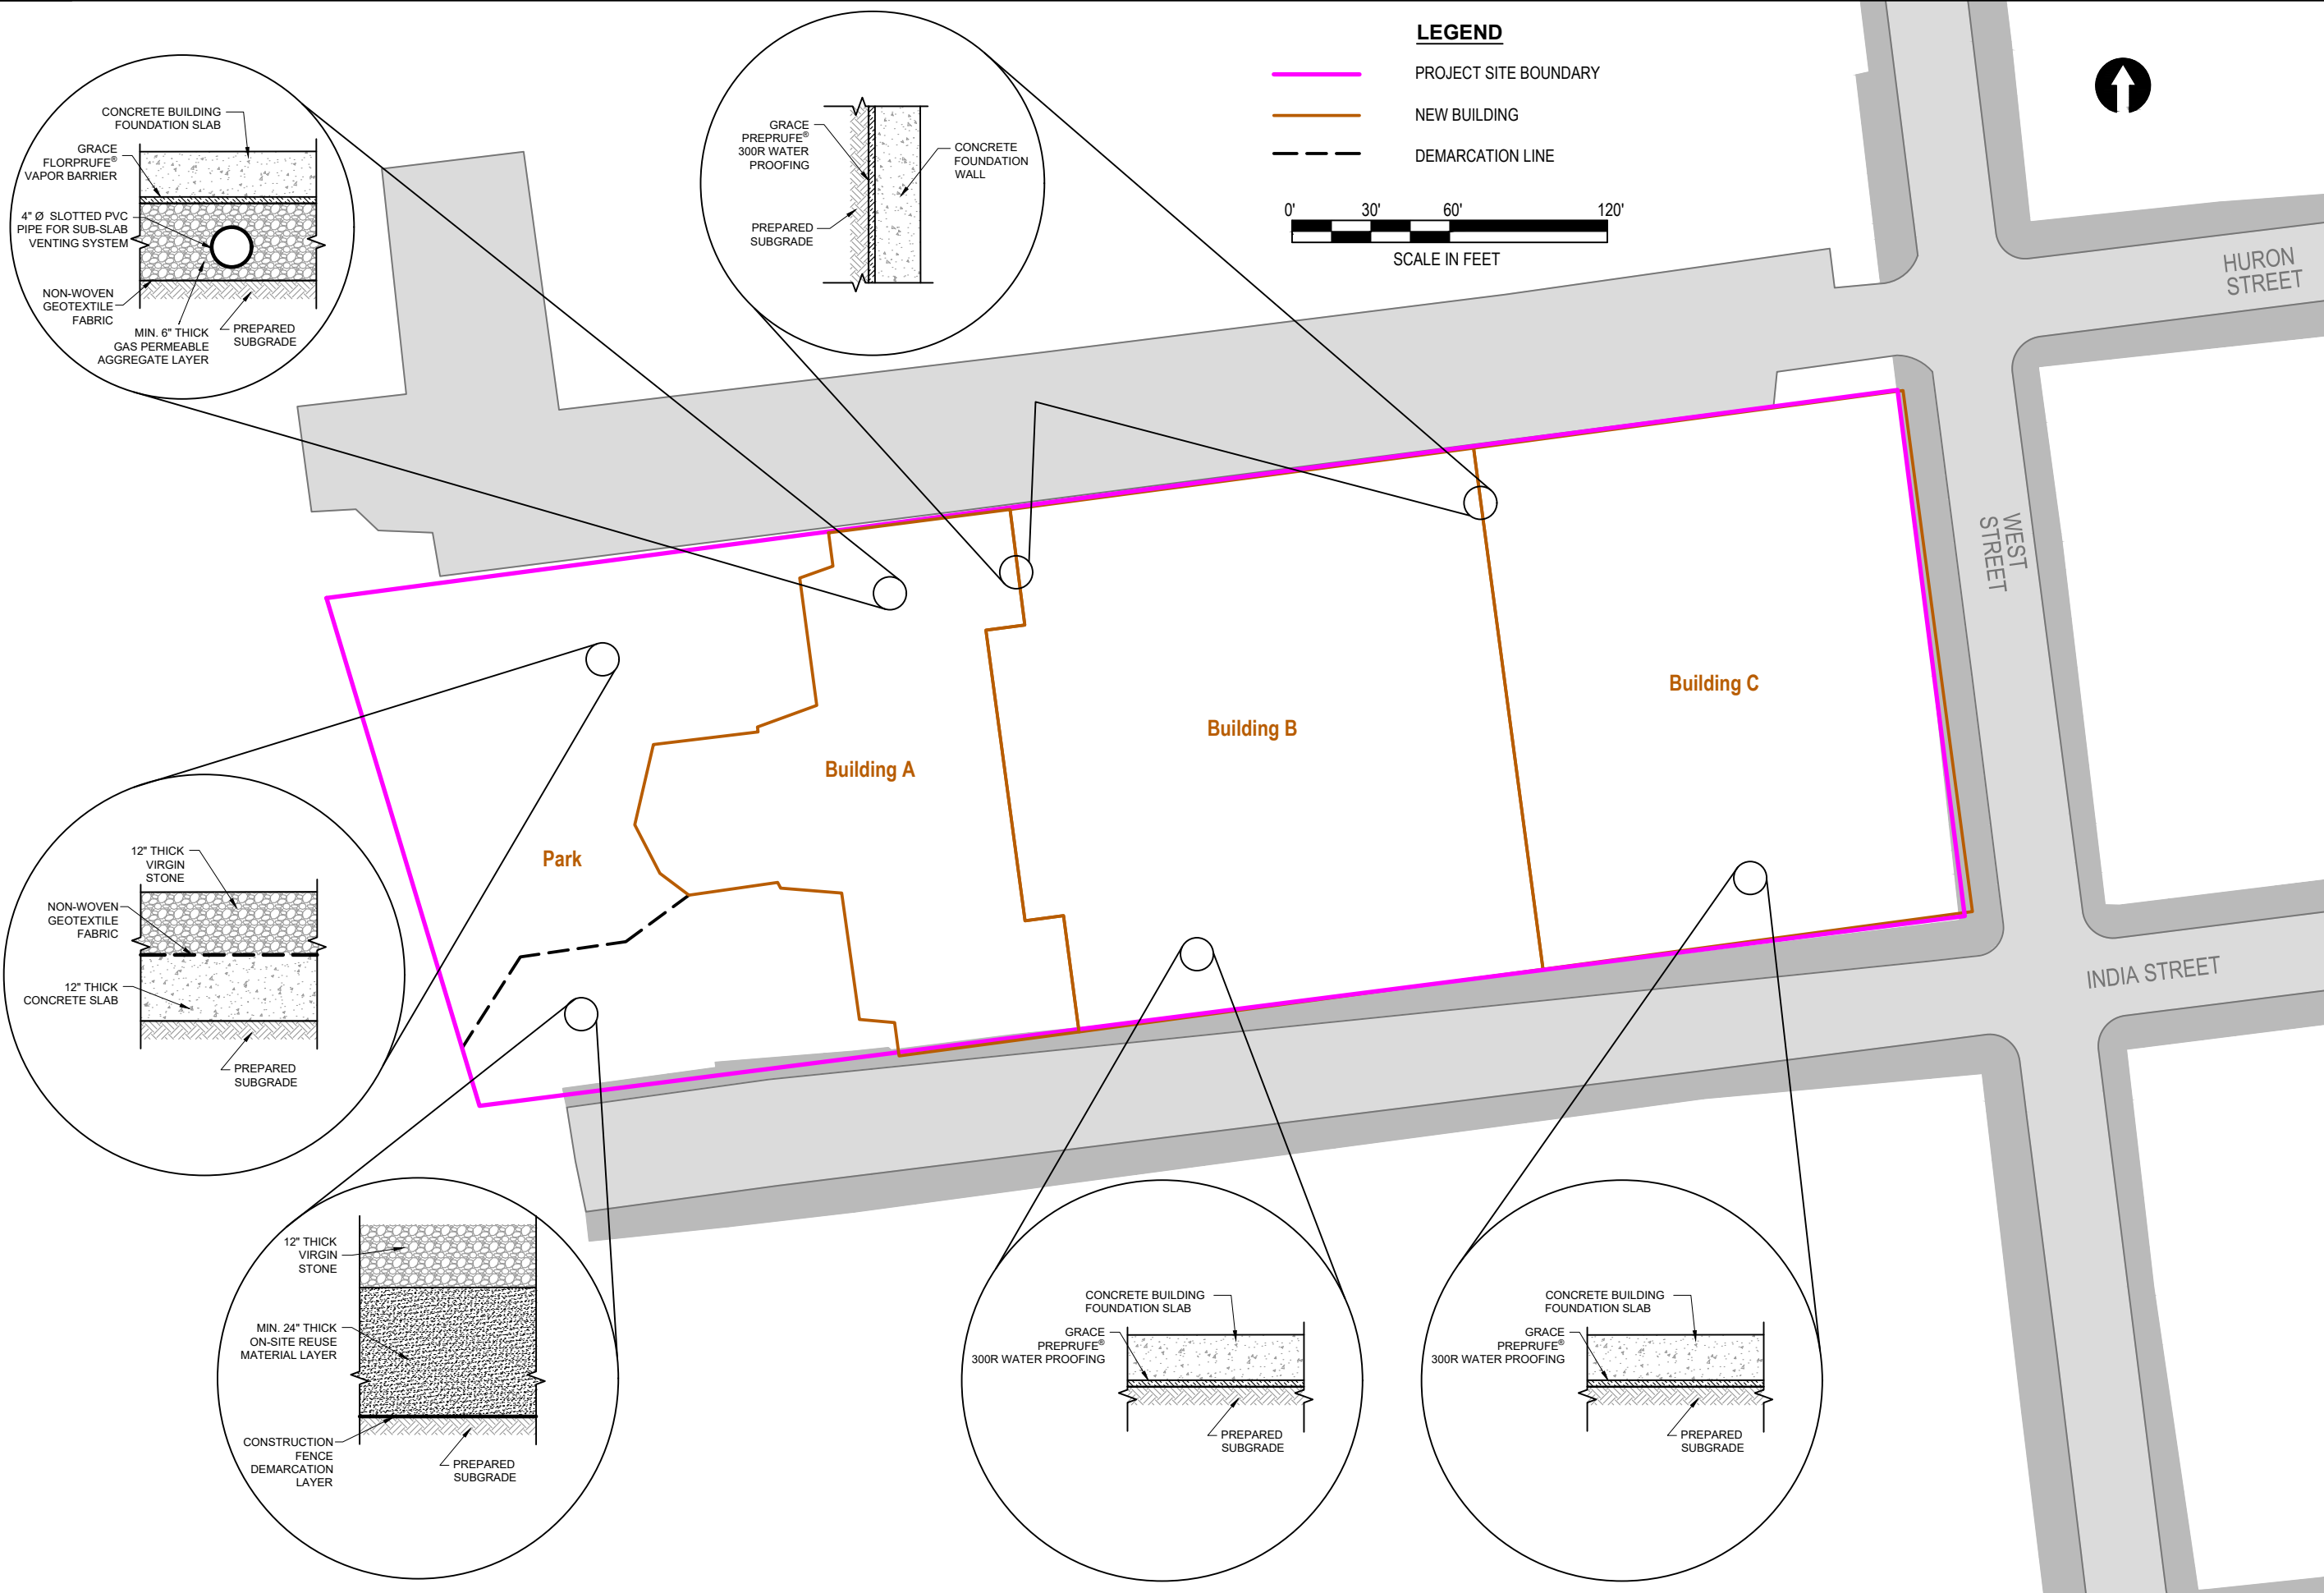 LEGEND
PROJECT SITE BOUNDARY
NEW BUILDING
DEMARCATION LINE
0' 30' 60' 120'
SCALE IN FEET
CONCRETE BUILDING
FOUNDATION SLAB
GRACE
FLORPRUFE®
VAPOR BARRIER
4" Ø SLOTTED PVC
PIPE FOR SUB-SLAB
VENTING SYSTEM
NON-WOVEN
GEOTEXTILE
FABRIC
MIN. 6" THICK
GAS PERMEABLE
AGGREGATE LAYER
PREPARED
SUBGRADE
GRACE
PREPRUFE®
300R WATER
PROOFING
PREPARED
SUBGRADE
CONCRETE
FOUNDATION
WALL
HURON
STREET
WEST
STREET
INDIA STREET
Building C
Building B
Building A
Park
12" THICK
VIRGIN
STONE
NON-WOVEN
GEOTEXTILE
FABRIC
12" THICK
CONCRETE SLAB
PREPARED
SUBGRADE
12" THICK
VIRGIN
STONE
MIN. 24" THICK
ON-SITE REUSE
MATERIAL LAYER
CONSTRUCTION
FENCE
DEMARCATION
LAYER
PREPARED
SUBGRADE
CONCRETE BUILDING
FOUNDATION SLAB
GRACE
PREPRUFE®
300R WATER PROOFING
PREPARED
SUBGRADE
CONCRETE BUILDING
FOUNDATION SLAB
GRACE
PREPRUFE®
300R WATER PROOFING
PREPARED
SUBGRADE